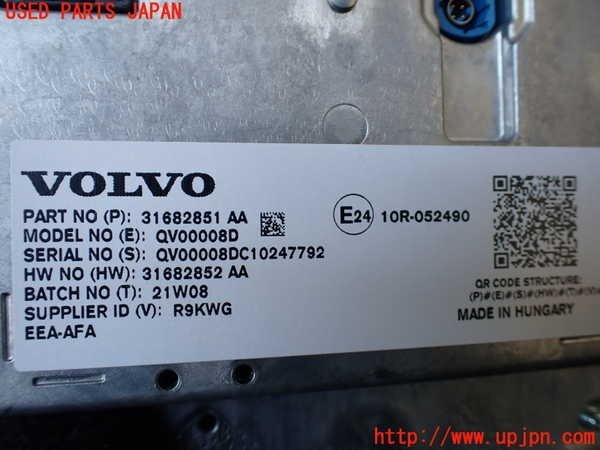 USED PARTS JAPAN
VOLVO
PART NO (P): 31682851 AA
MODEL NO (E): QV00008D
SERIAL NO (S): QV00008DC10247792
HW NO (HW): 31682852 AA
BATCH NO (T): 21W08
SUPPLIER ID (V): R9KWG
EEA-AFA
E24 10R-052490
QR CODE STRUCTURE:
(P)#(E)#(S)#(HW)#(T)#(V)#
MADE IN HUNGARY
http://www.upjpn.com/